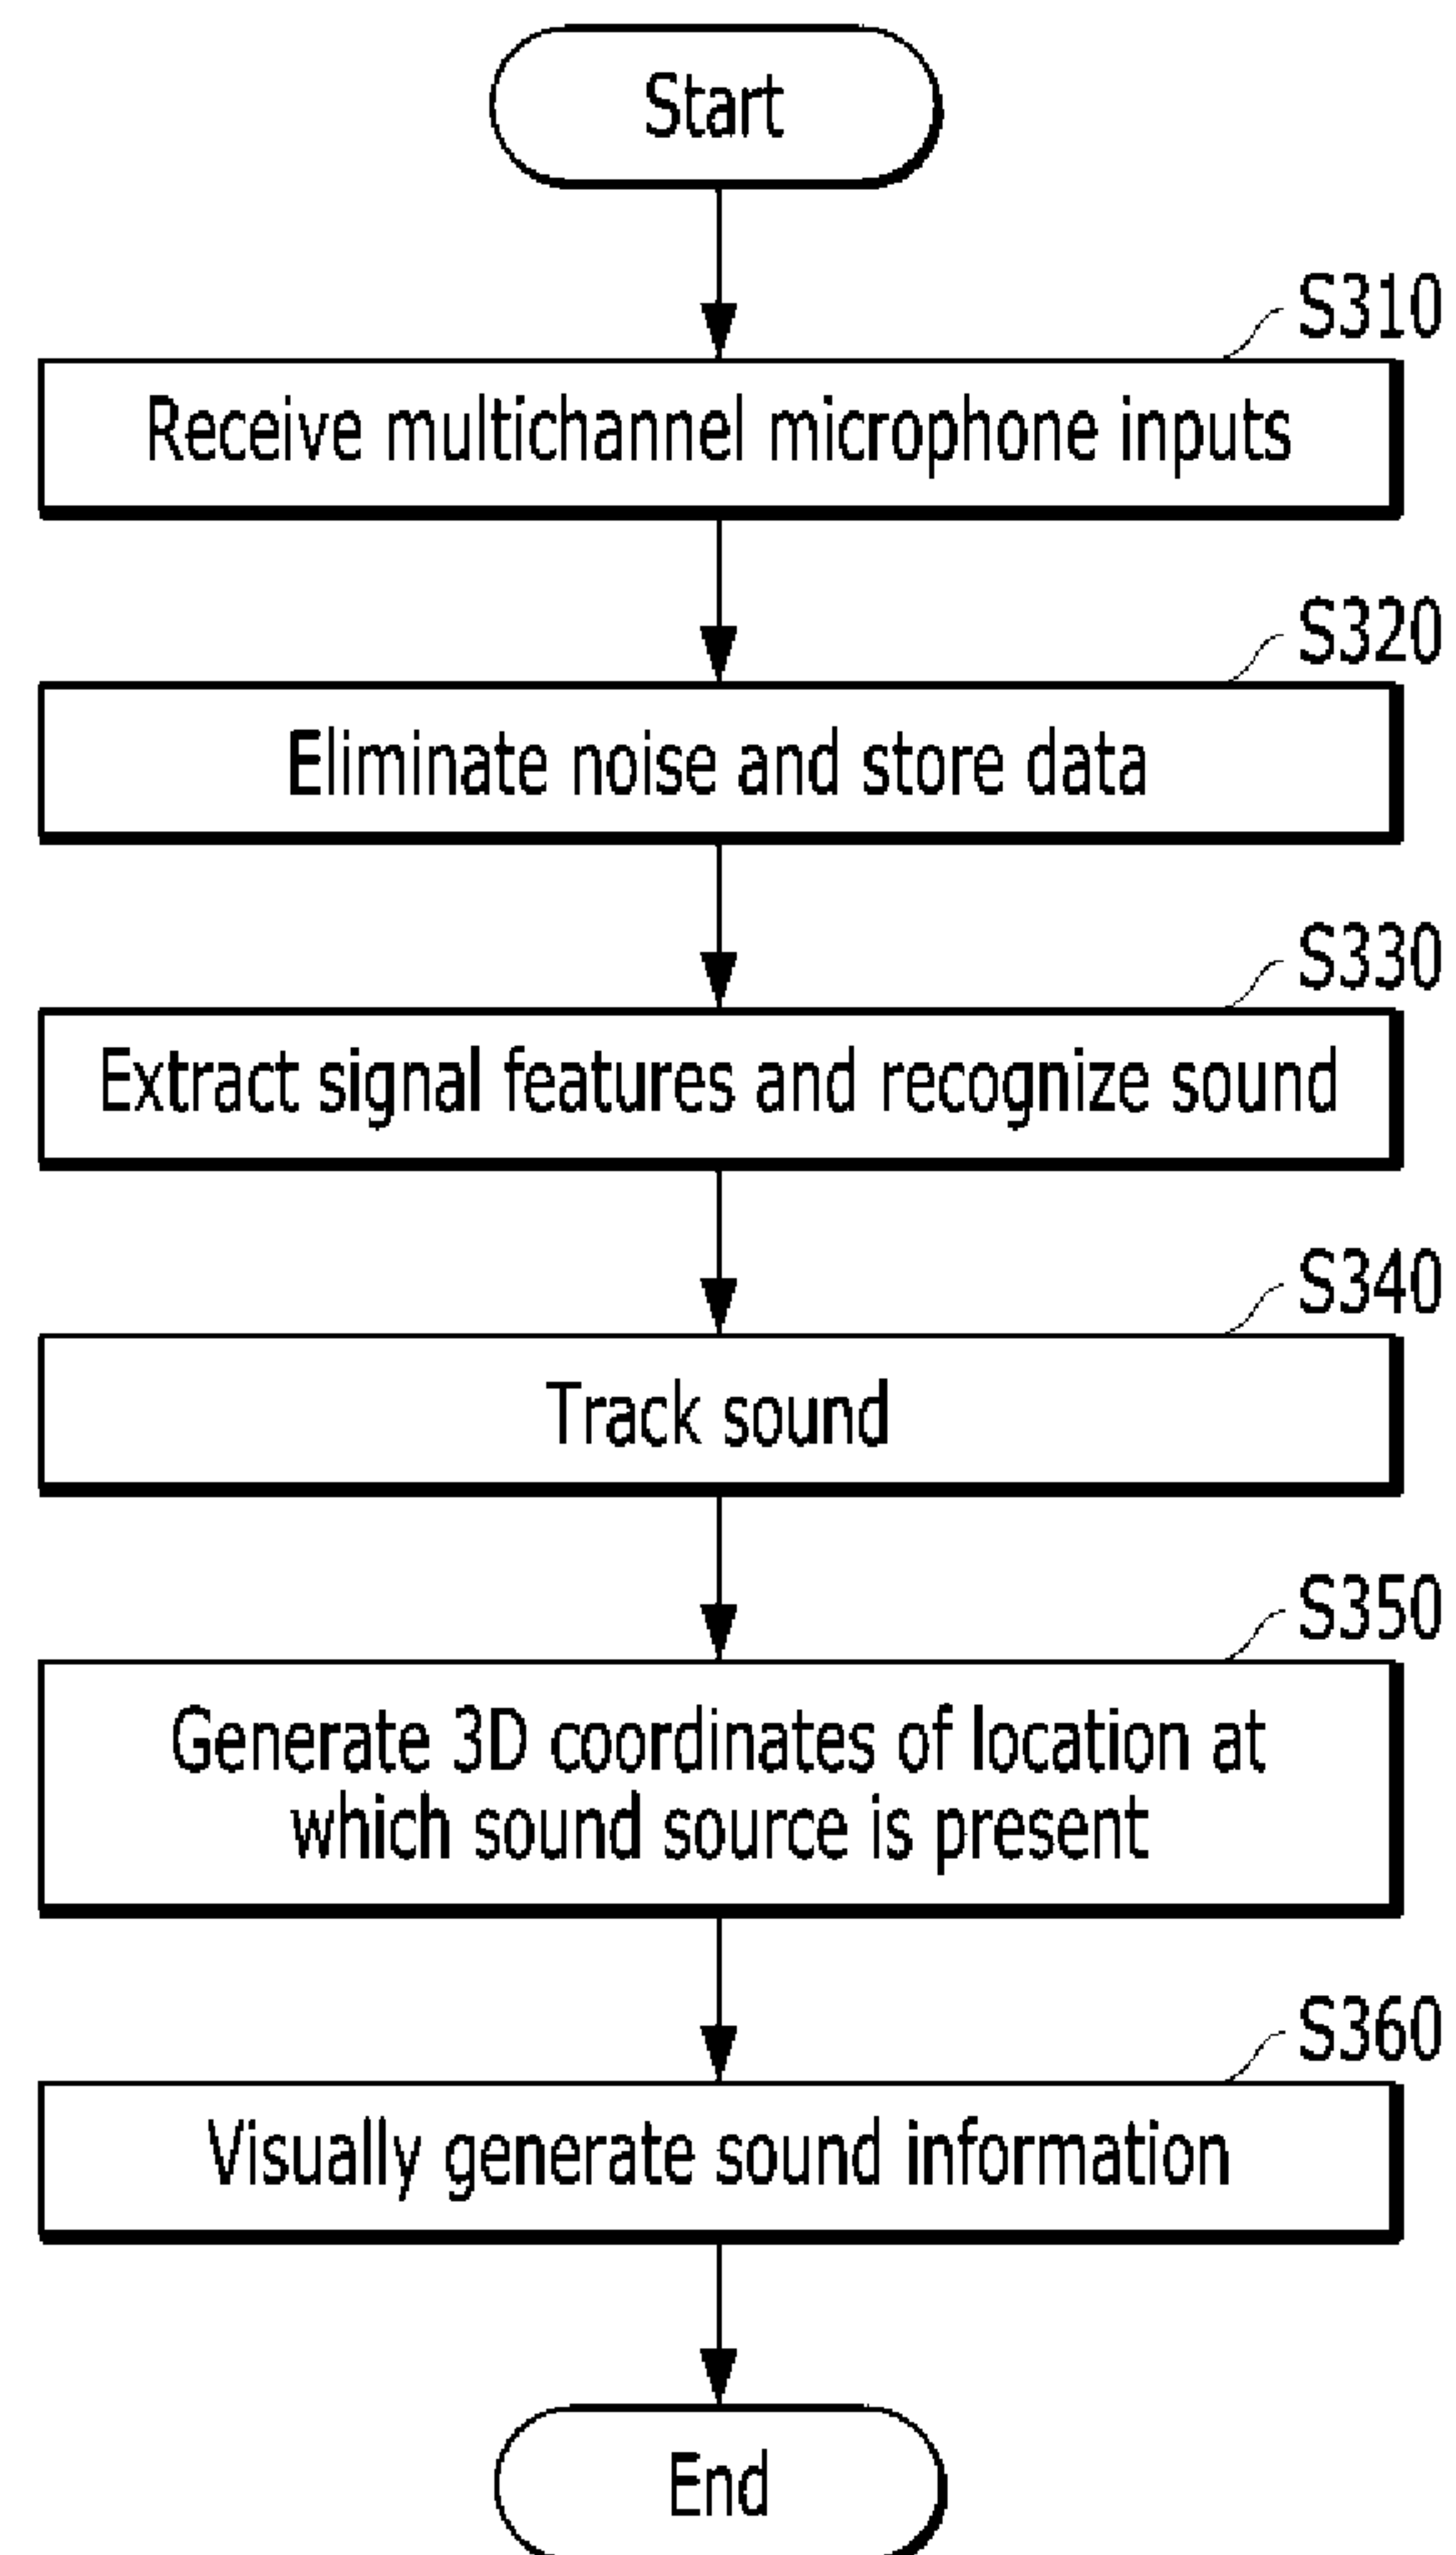 Start
S310
Receive multichannel microphone inputs
S320
Eliminate noise and store data
S330
Extract signal features and recognize sound
S340
Track sound
S350
Generate 3D coordinates of location at
which sound source is present
S360
Visually generate sound information
End